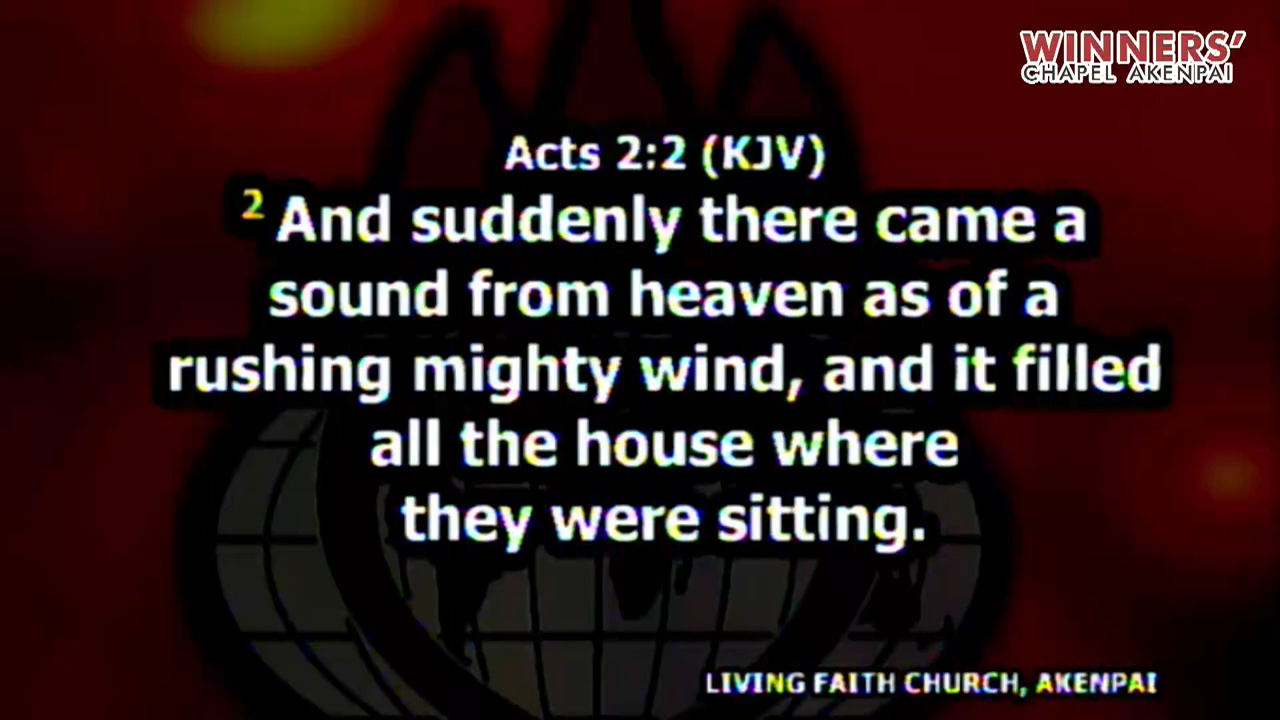 WINNERS'
CHAPEL AKENPAI
Acts 2:2 (KJV)
2 And suddenly there came a
sound from heaven as of a
rushing mighty wind, and it filled
all the house where
they were sitting.
LIVING FAITH CHURCH, AKENPAI